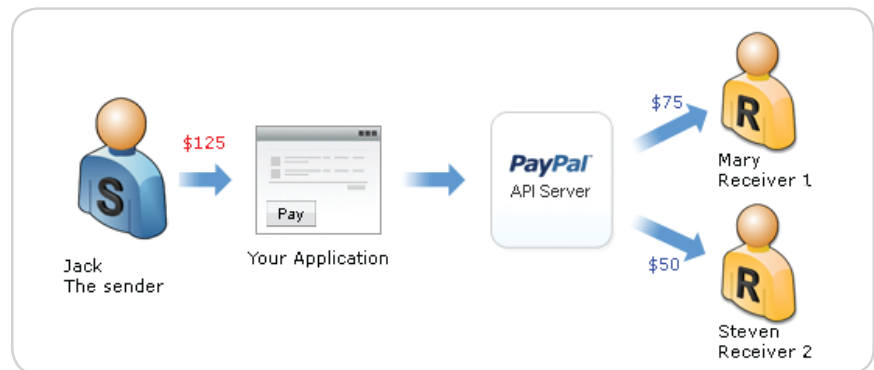 $125
S
Pay
Jack
The sender
Your Application
PayPal
API Server
$75
R
Mary
Receiver 1
$50
R
Steven
Receiver 2